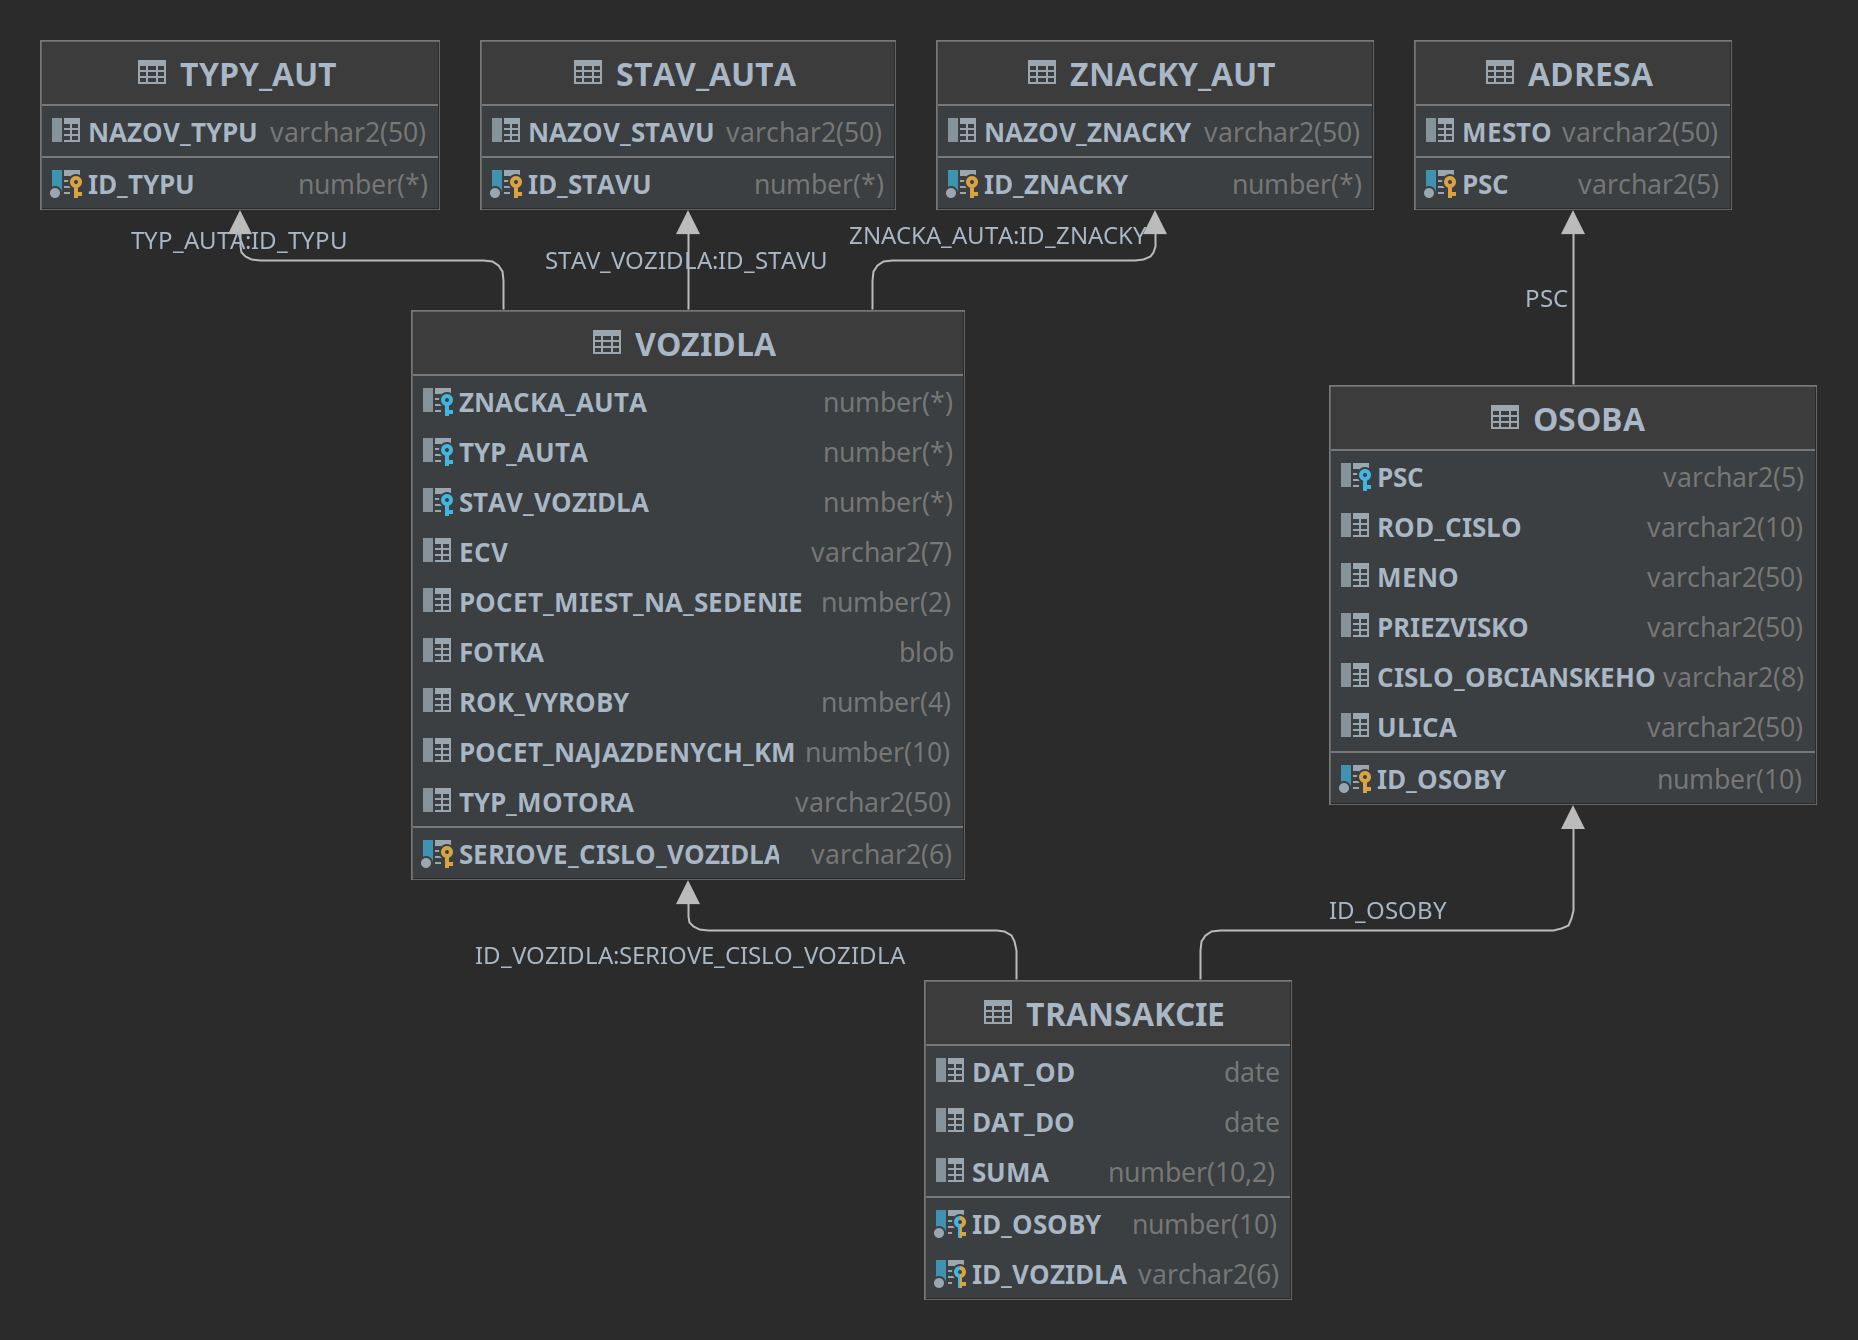 TYPY_AUT
NAZOV_TYPU varchar2(50)
ID_TYPU number(*)
STAV_AUTA
NAZOV_STAVU varchar2(50)
ID_STAVU number(*)
ZNACKY_AUT
NAZOV_ZNACKY varchar2(50)
ID_ZNACKY number(*)
ADRESA
MESTO varchar2(50)
PSC varchar2(5)
TYP_AUTA:ID_TYPU
STAV_VOZIDLA:ID_STAVU
ZNACKA_AUTA:ID_ZNACKY
PSC
VOZIDLA
ZNACKA_AUTA number(*)
TYP_AUTA number(*)
STAV_VOZIDLA number(*)
ECV varchar2(7)
POCET_MIEST_NA_SEDENIE number(2)
FOTKA blob
ROK_VYROBY number(4)
POCET_NAJAZDENYCH_KM number(10)
TYP_MOTORA varchar2(50)
SERIOVE_CISLO_VOZIDLA varchar2(6)
OSOBA
PSC varchar2(5)
ROD_CISLO varchar2(10)
MENO varchar2(50)
PRIEZVISKO varchar2(50)
CISLO_OBCIANSKEHO varchar2(8)
ULICA varchar2(50)
ID_OSOBY number(10)
ID_VOZIDLA:SERIOVE_CISLO_VOZIDLA
ID_OSOBY
TRANSAKCIE
DAT_OD date
DAT_DO date
SUMA number(10,2)
ID_OSOBY number(10)
ID_VOZIDLA varchar2(6)